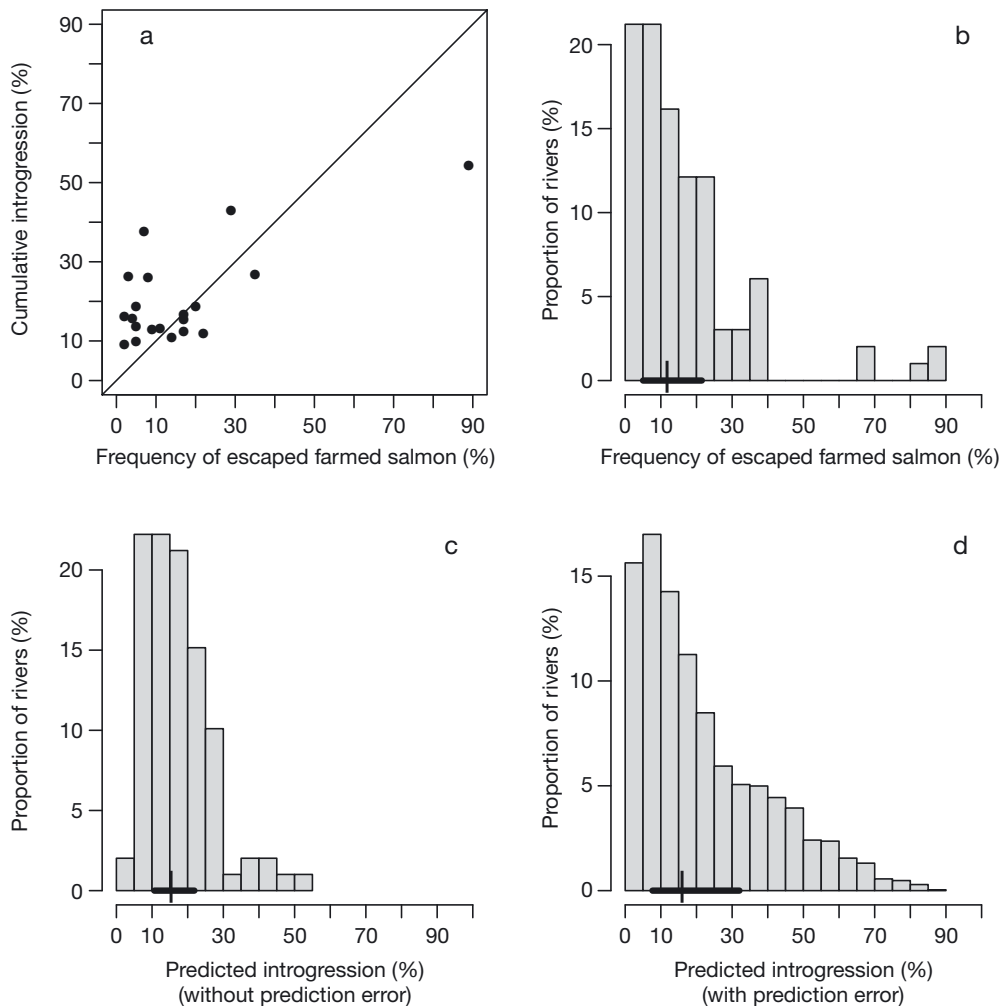 a
Cumulative introgression (%)
90
70
50
30
10
0
0 10 30 50 70 90
Frequency of escaped farmed salmon (%)
b
Proportion of rivers (%)
20
15
10
5
0
0 10 30 50 70 90
Frequency of escaped farmed salmon (%)
c
Proportion of rivers (%)
20
15
10
5
0
0 10 30 50 70 90
Predicted introgression (%)
(without prediction error)
d
Proportion of rivers (%)
15
10
5
0
0 10 30 50 70 90
Predicted introgression (%)
(with prediction error)